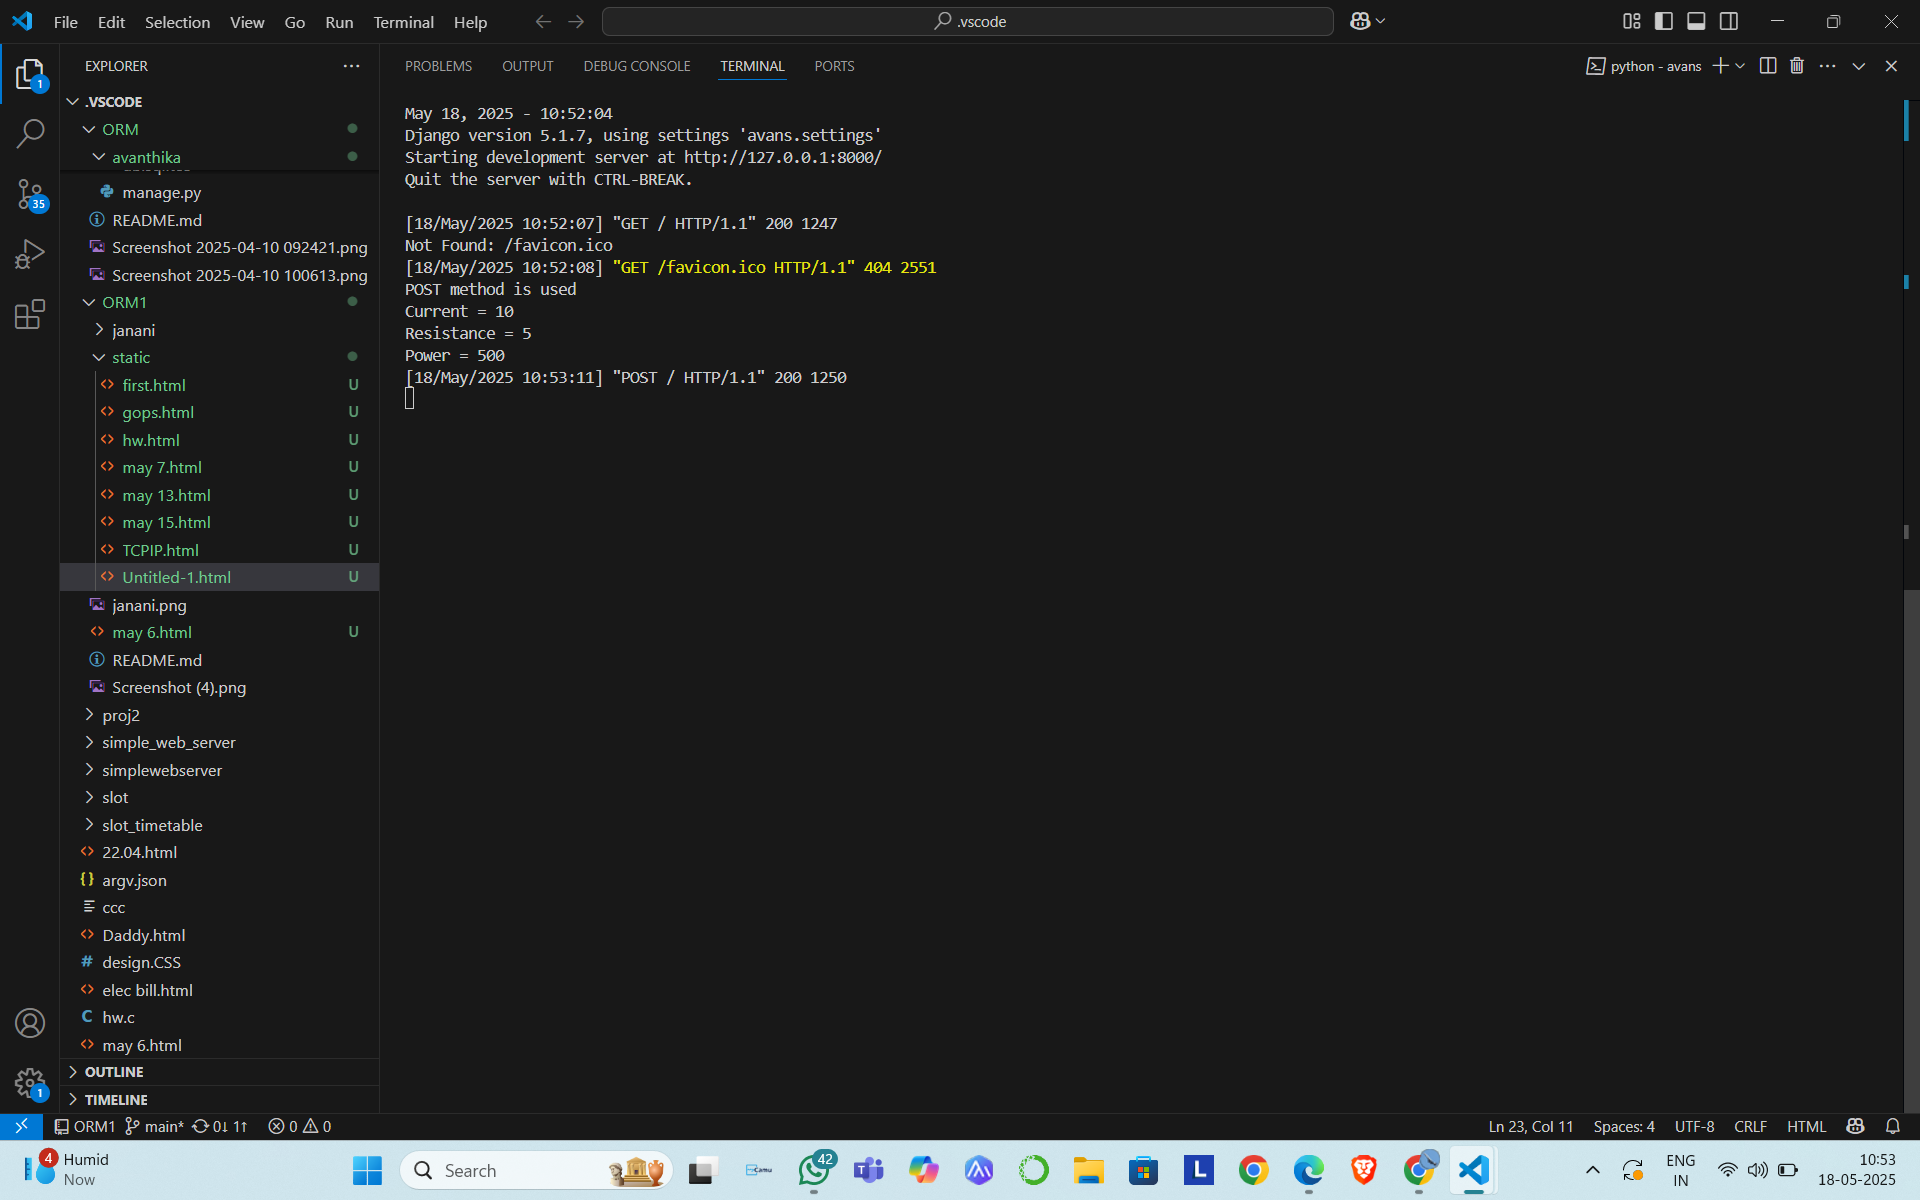 File Edit Selection View Go Run Terminal Help
.vscode
EXPLORER
1
.VSCODE
ORM
avanthika
manage.py
35
README.md
Screenshot 2025-04-10 092421.png
Screenshot 2025-04-10 100613.png
ORM1
janani
static
first.html U
gops.html U
hw.html U
may 7.html U
may 13.html U
may 15.html U
TCPIP.html U
Untitled-1.html U
janani.png
may 6.html U
README.md
Screenshot (4).png
proj2
simple_web_server
simplewebserver
slot
slot_timetable
22.04.html
argv.json
ccc
Daddy.html
design.CSS
elec bill.html
hw.c
may 6.html
OUTLINE
1
TIMELINE
PROBLEMS OUTPUT DEBUG CONSOLE TERMINAL PORTS
python - avans
May 18, 2025 - 10:52:04
Django version 5.1.7, using settings 'avans.settings'
Starting development server at http://127.0.0.1:8000/
Quit the server with CTRL-BREAK.
[18/May/2025 10:52:07] "GET / HTTP/1.1" 200 1247
Not Found: /favicon.ico
[18/May/2025 10:52:08] "GET /favicon.ico HTTP/1.1" 404 2551
POST method is used
Current = 10
Resistance = 5
Power = 500
[18/May/2025 10:53:11] "POST / HTTP/1.1" 200 1250
ORM1 main* 0↓ 1↑ 0 0
Ln 23, Col 11 Spaces: 4 UTF-8 CRLF HTML
4
Humid
Now
Search
Camu
42
T
L
ENG
IN
10:53
18-05-2025